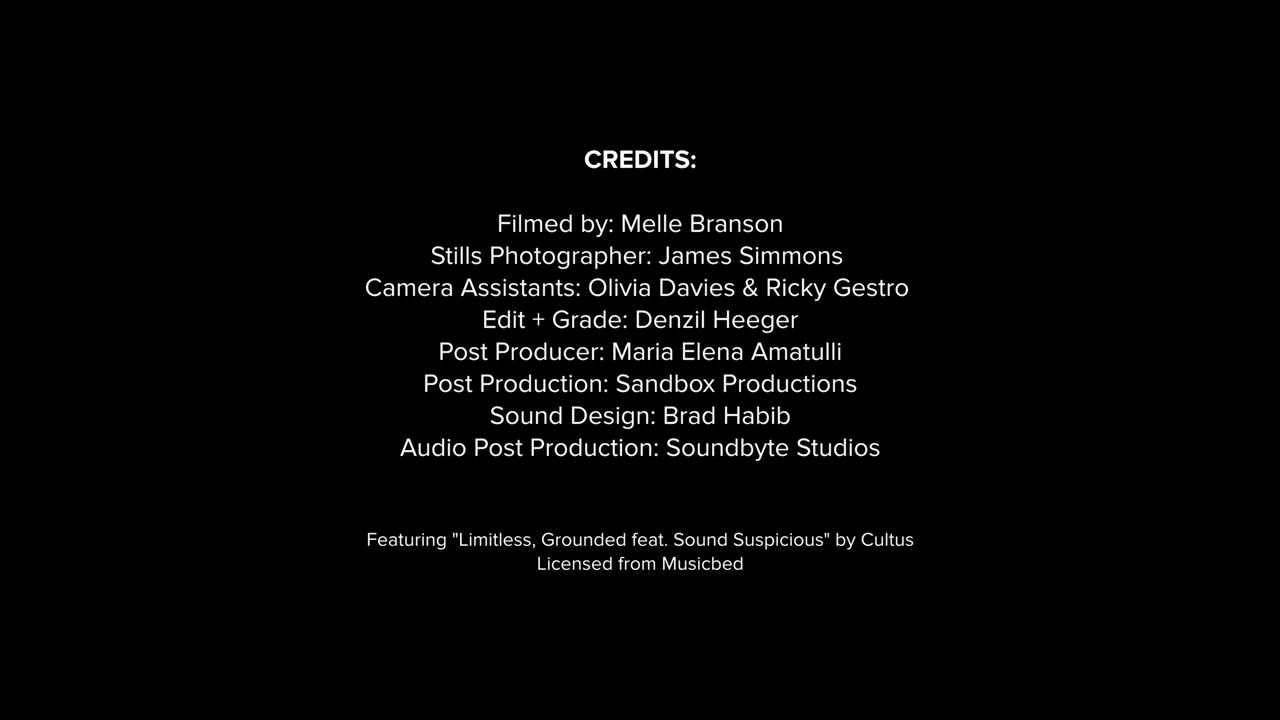 CREDITS:
Filmed by: Melle Branson
Stills Photographer: James Simmons
Camera Assistants: Olivia Davies & Ricky Gestro
Edit + Grade: Denzil Heeger
Post Producer: Maria Elena Amatulli
Post Production: Sandbox Productions
Sound Design: Brad Habib
Audio Post Production: Soundbyte Studios
Featuring "Limitless, Grounded feat. Sound Suspicious" by Cultus
Licensed from Musicbed